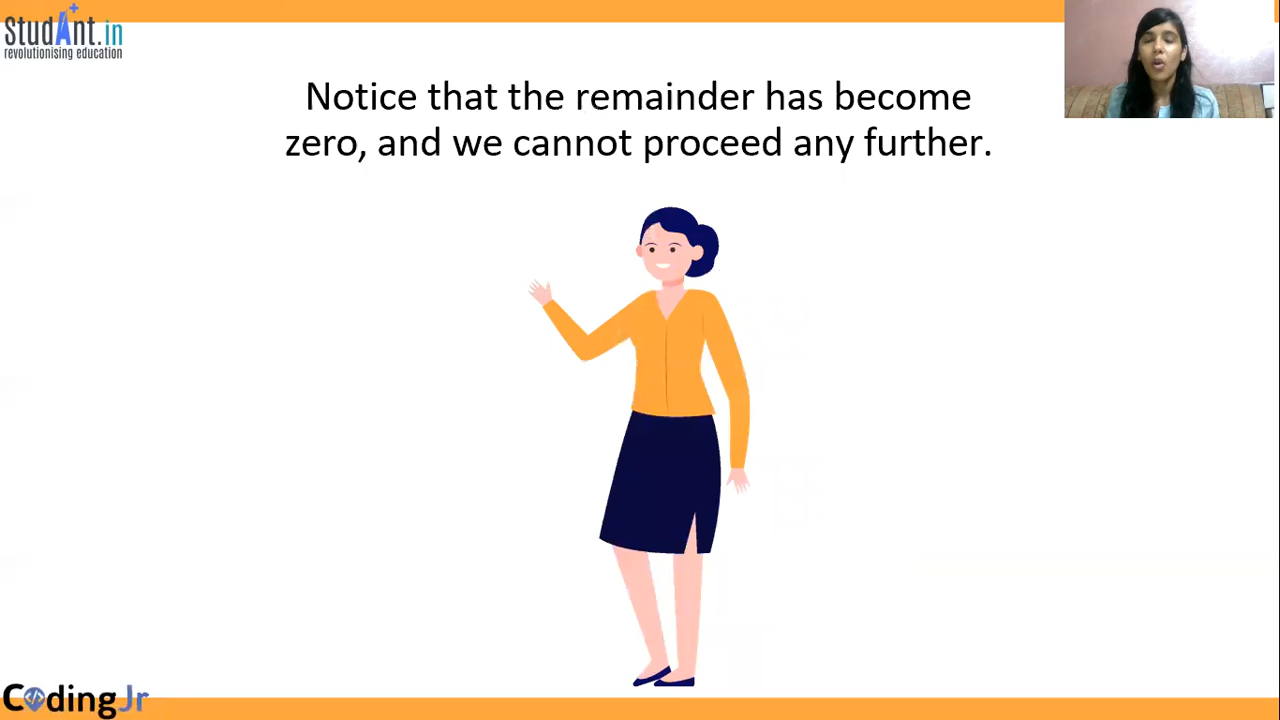 StudAnt.in
revolutionising education
Notice that the remainder has become
zero, and we cannot proceed any further.
CodingJr